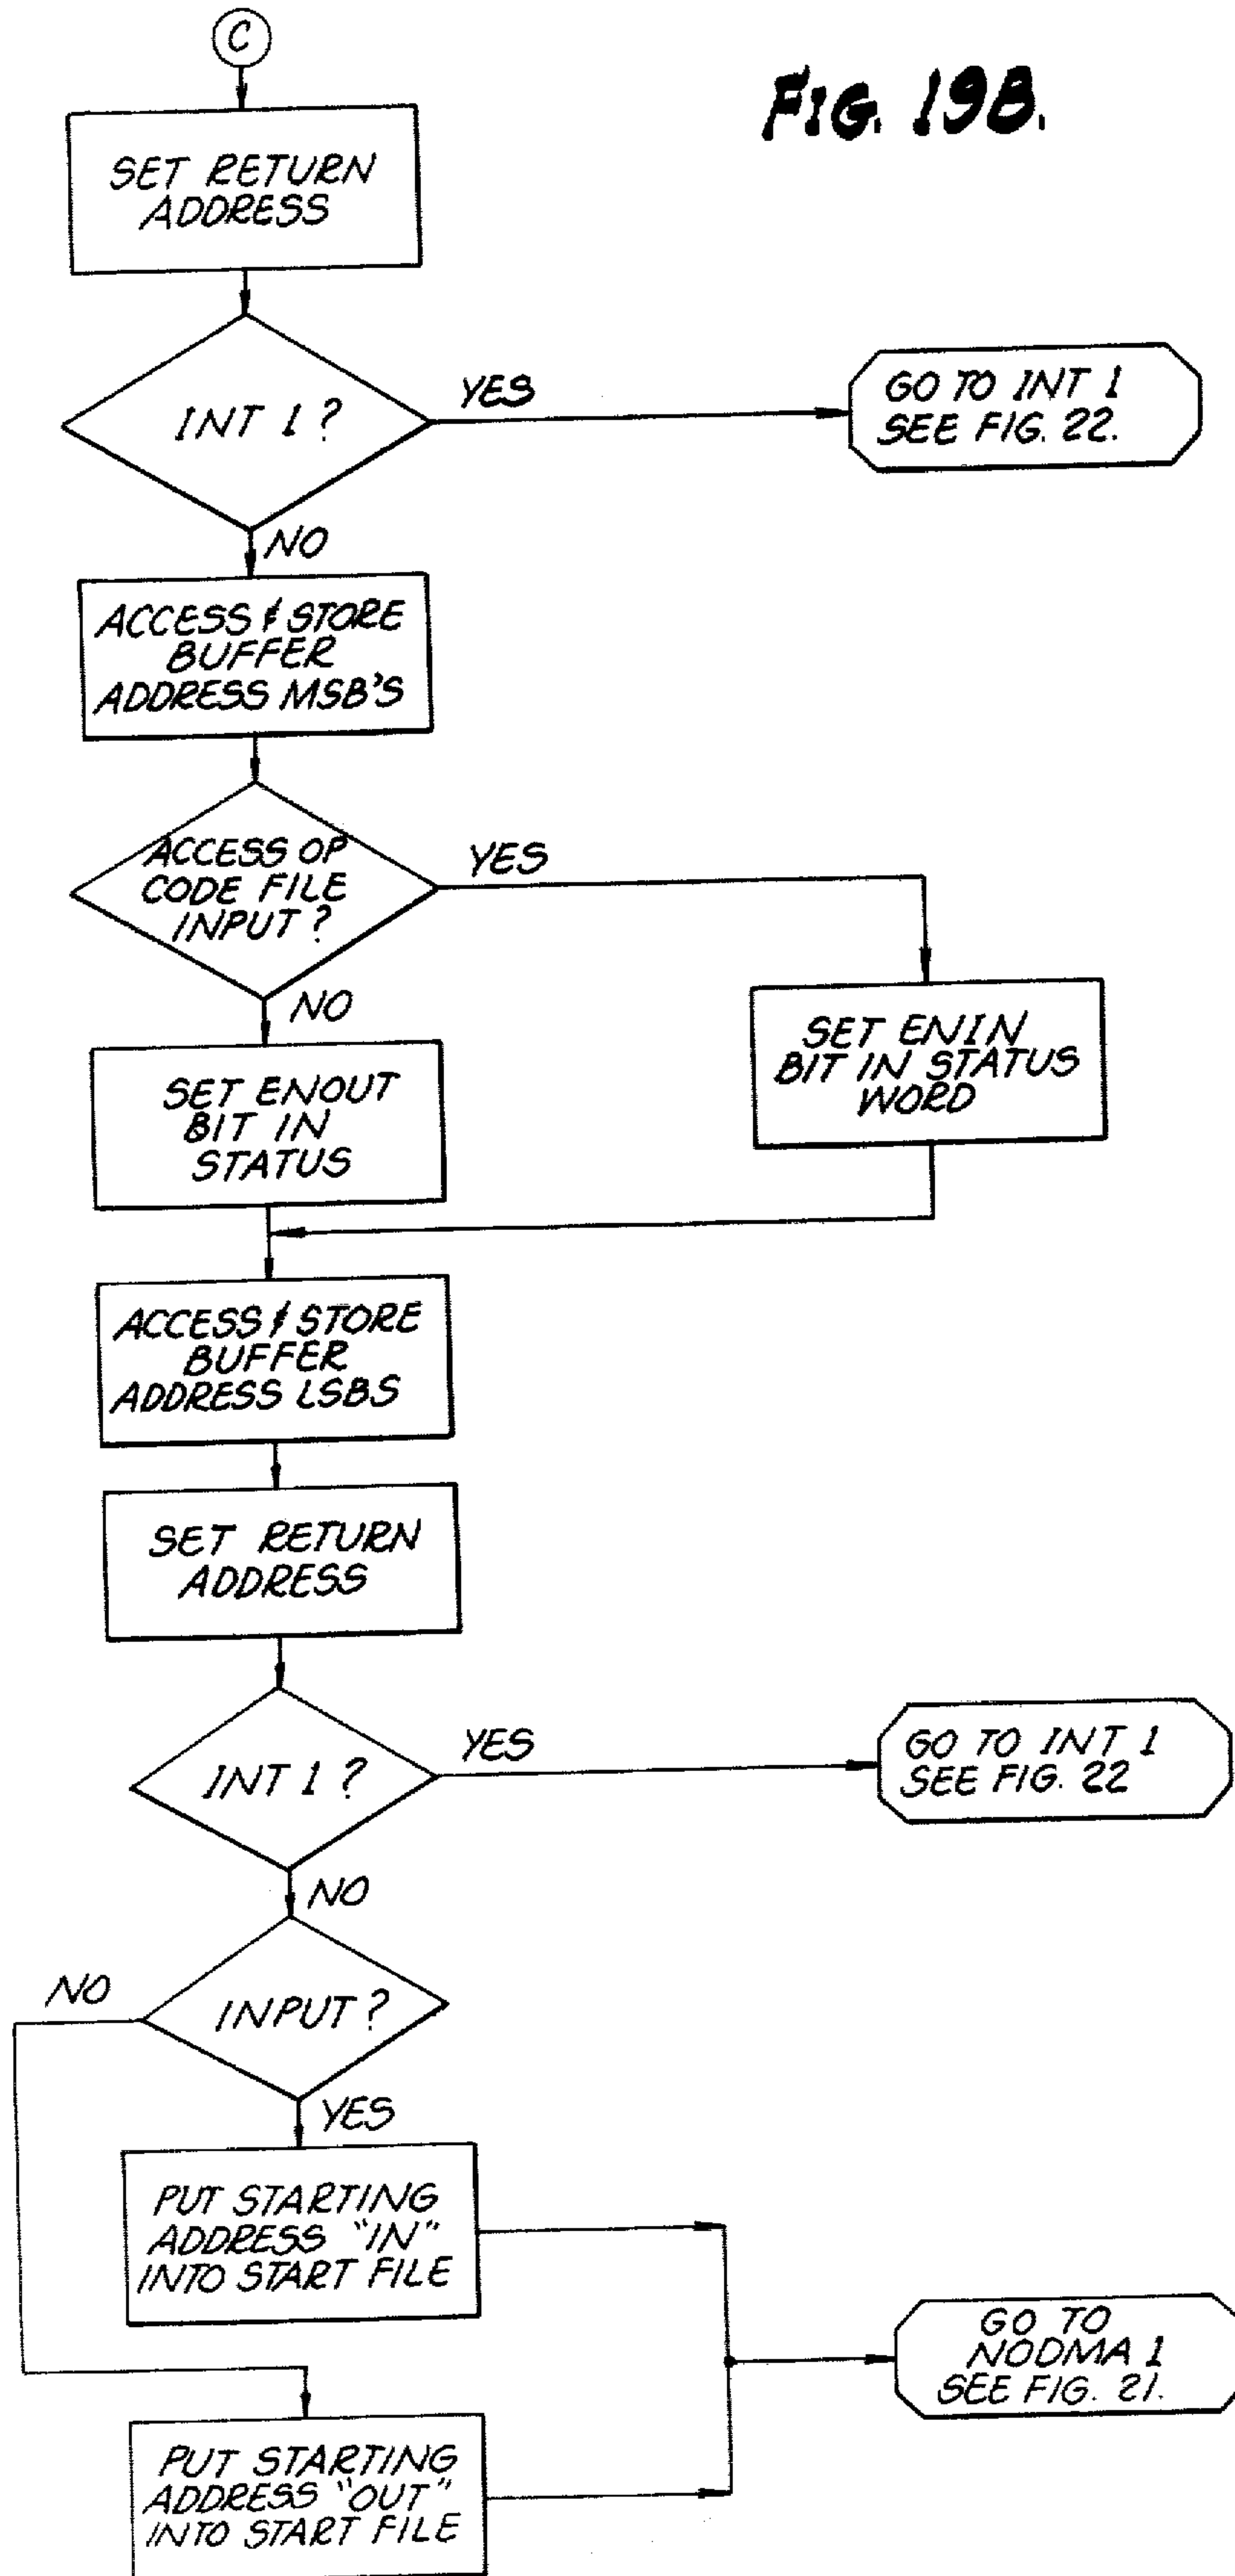 C
FIG. 19B.
SET RETURN
ADDRESS
INT 1?
YES
GO TO INT 1
SEE FIG. 22.
NO
ACCESS & STORE
BUFFER
ADDRESS MSB'S
ACCESS OP
CODE FILE
INPUT?
YES
NO
SET ENIN
BIT IN STATUS
WORD
SET ENOUT
BIT IN
STATUS
ACCESS & STORE
BUFFER
ADDRESS LSBS
SET RETURN
ADDRESS
INT 1?
YES
GO TO INT 1
SEE FIG. 22
NO
INPUT?
NO
YES
PUT STARTING
ADDRESS "IN"
INTO START FILE
GO TO
NODMA 1
SEE FIG. 21.
PUT STARTING
ADDRESS "OUT"
INTO START FILE